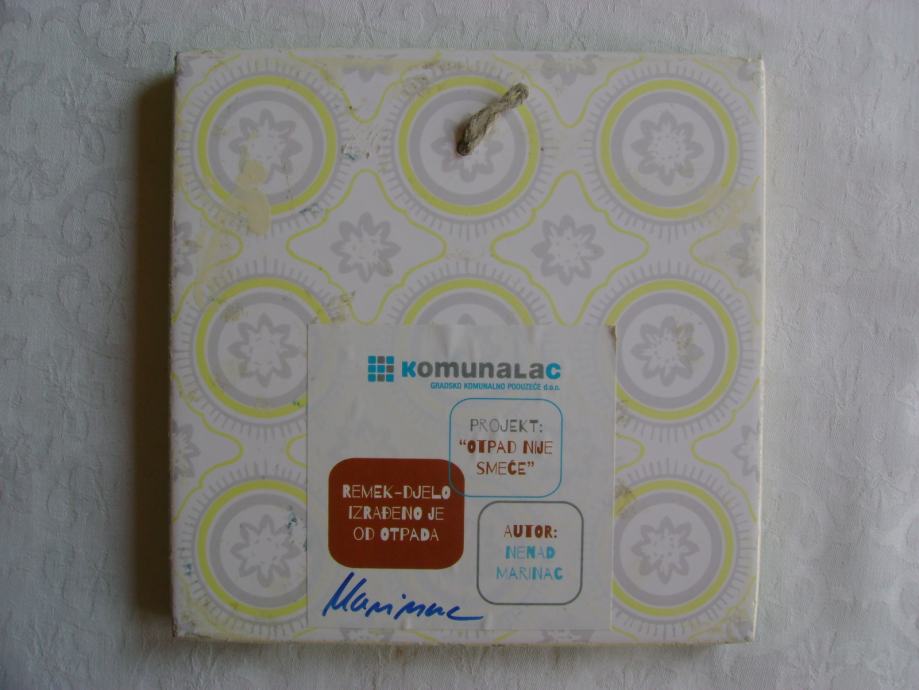 Komunalac
GRADSKO KOMUNALNO PODUZEĆE d.o.o.
PROJEKT:
"OTPAD NIJE
SMEĆE"
REMEK-DJELO
IZRAĐENO JE
OD OTPADA
AUTOR:
NENAD
MARINAC
Marinac